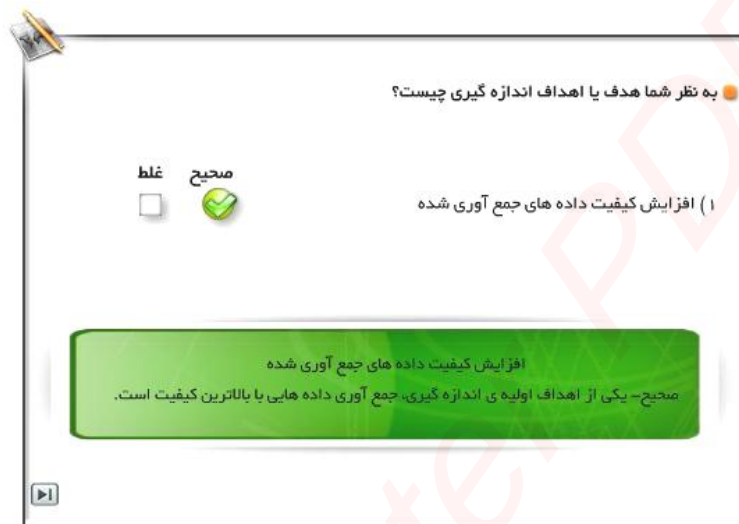 به نظر شما هدف یا اهداف اندازه گیری چیست؟
صحیح غلط
۱) افزایش کیفیت داده های جمع آوری شده
افزایش کیفیت داده های جمع آوری شده
صحیح- یکی از اهداف اولیه ی اندازه گیری، جمع آوری داده هایی با بالاترین کیفیت است.